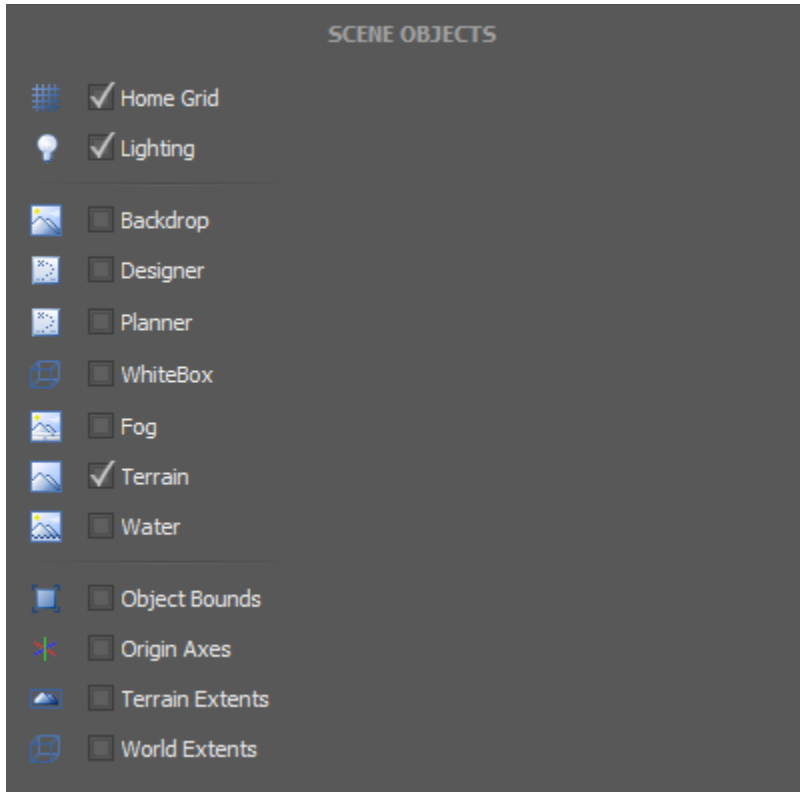 SCENE OBJECTS
Home Grid
Lighting
Backdrop
Designer
Planner
WhiteBox
Fog
Terrain
Water
Object Bounds
Origin Axes
Terrain Extents
World Extents